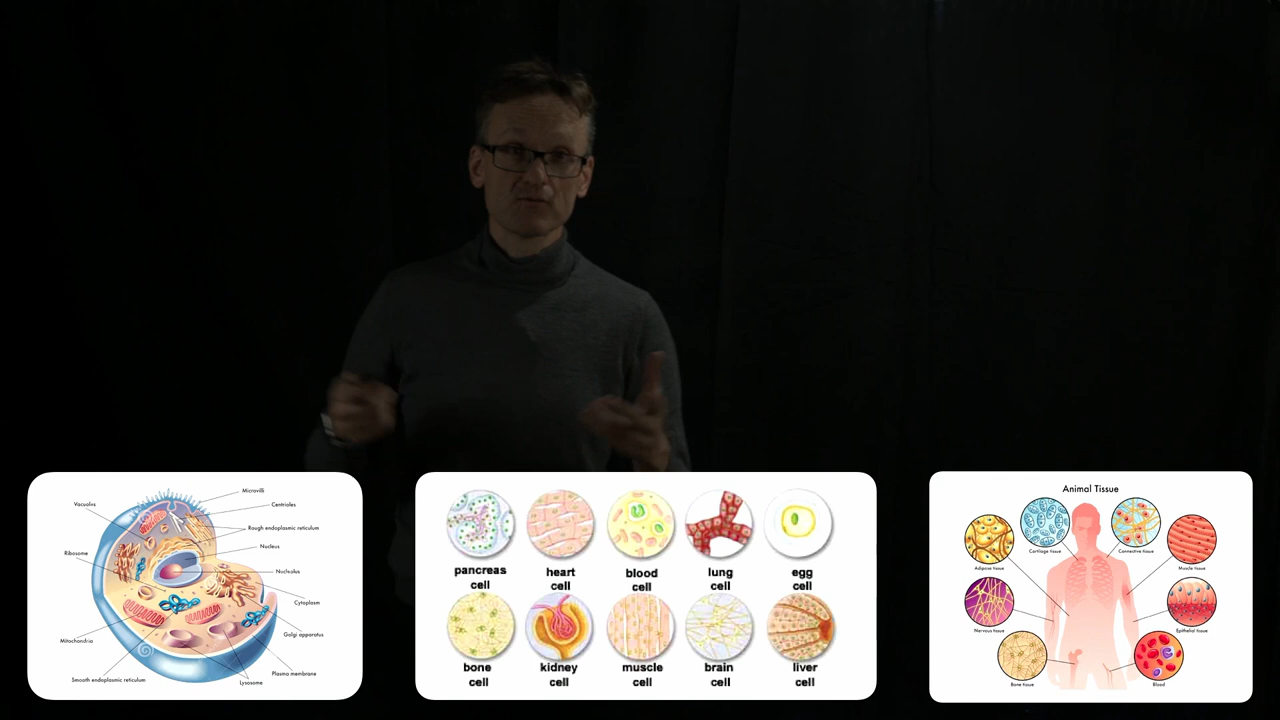 Microvilli
Vacuolvs
Centrioles
Rough endoplasmic reticulum
Ribosome
Nucleus
Nucleolus
Cytoplasm
Mitochondria
Golgi apparatus
Plasma membrane
Smooth endoplasmic reticulum
Lysosome
pancreas cell
heart cell
blood cell
lung cell
egg cell
bone cell
kidney cell
muscle cell
brain cell
liver cell
Animal Tissue
Cartilage tissue
Connective tissue
Adipose tissue
Muscle tissue
Nervous tissue
Epithelial tissue
Bone tissue
Blood